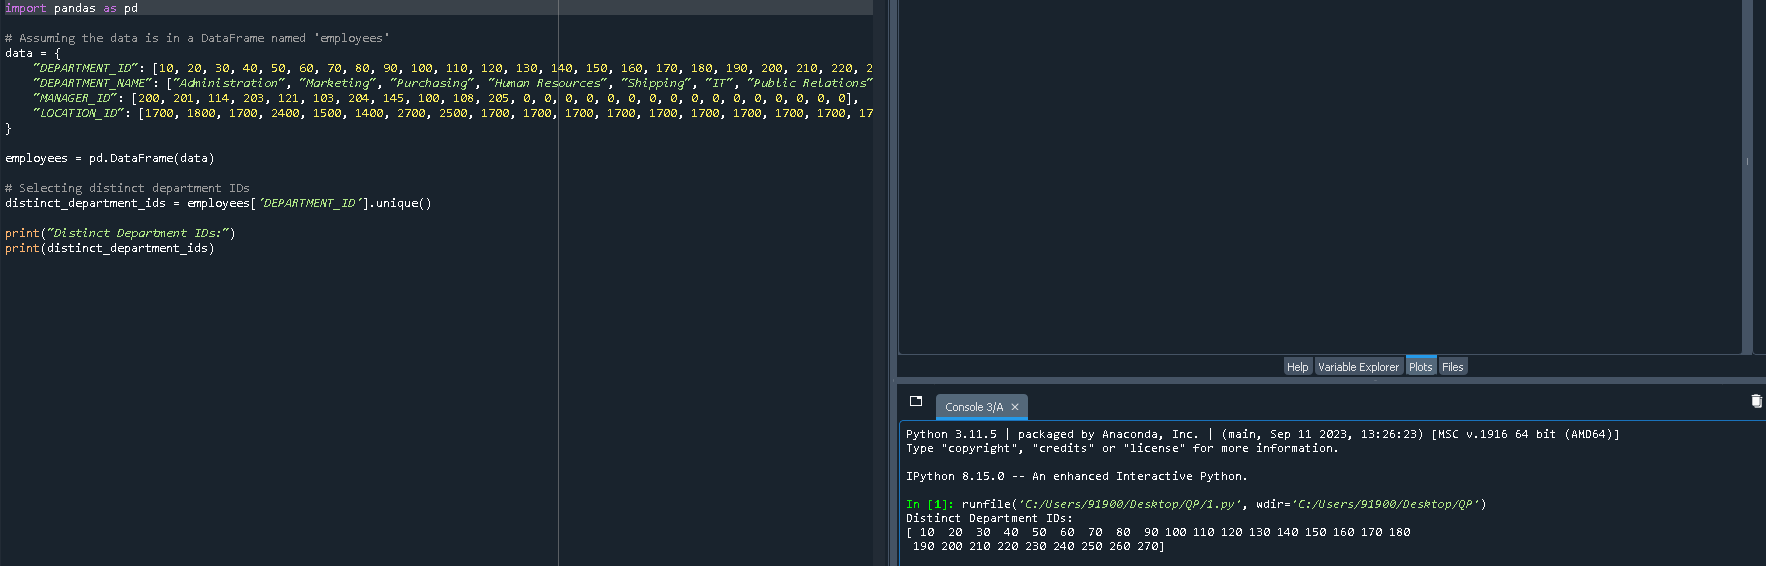 import pandas as pd
# Assuming the data is in a DataFrame named 'employees'
data = {
"DEPARTMENT_ID": [10, 20, 30, 40, 50, 60, 70, 80, 90, 100, 110, 120, 130, 140, 150, 160, 170, 180, 190, 200, 210, 220, 2
"DEPARTMENT_NAME": ["Administration", "Marketing", "Purchasing", "Human Resources", "Shipping", "IT", "Public Relations"
"MANAGER_ID": [200, 201, 114, 203, 121, 103, 204, 145, 100, 108, 205, 0, 0, 0, 0, 0, 0, 0, 0, 0, 0, 0, 0, 0, 0, 0, 0],
"LOCATION_ID": [1700, 1800, 1700, 2400, 1500, 1400, 2700, 2500, 1700, 1700, 1700, 1700, 1700, 1700, 1700, 1700, 17
}
employees = pd.DataFrame(data)
# Selecting distinct department IDs
distinct_department_ids = employees['DEPARTMENT_ID'].unique()
print("Distinct Department IDs:")
print(distinct_department_ids)
Help Variable Explorer Plots Files
Console 3/A
Python 3.11.5 | packaged by Anaconda, Inc. | (main, Sep 11 2023, 13:26:23) [MSC v.1916 64 bit (AMD64)]
Type "copyright", "credits" or "license" for more information.
IPython 8.15.0 -- An enhanced Interactive Python.
In [1]: runfile('C:/Users/91900/Desktop/QP/1.py', wdir='C:/Users/91900/Desktop/QP')
Distinct Department IDs:
[ 10 20 30 40 50 60 70 80 90 100 110 120 130 140 150 160 170 180
190 200 210 220 230 240 250 260 270]